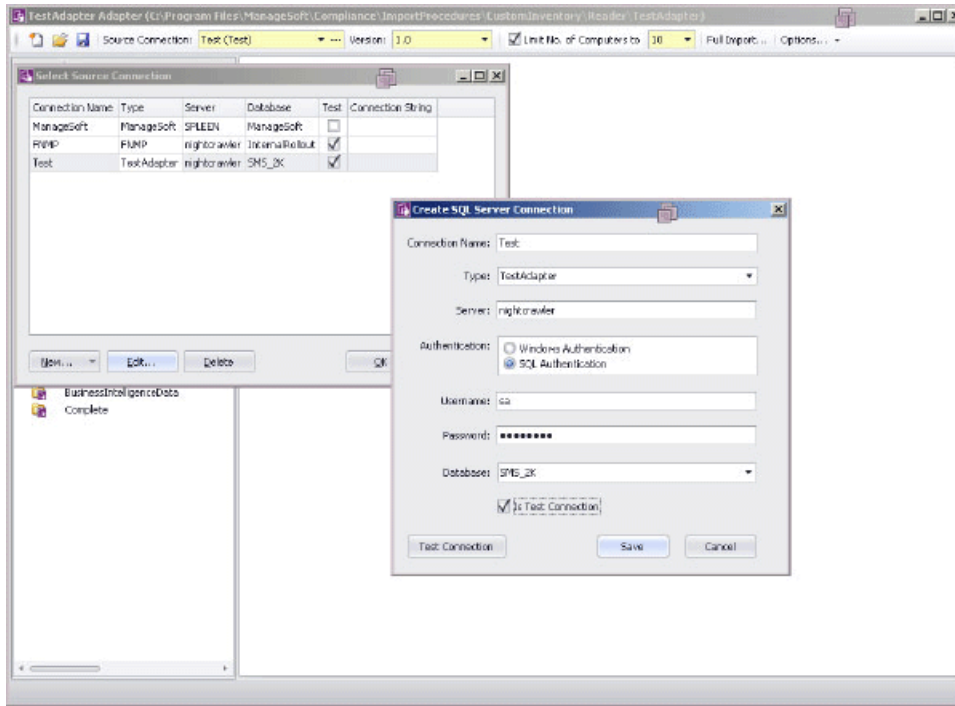 TestAdapter Adapter (C:\Program Files\ManageSoft\Compliance\ImportProcedures\CustomInventory\Reader\TestAdapter)
Source Connection: Test (Test) Version: 1.0 Limit No. of Computers to 10 Full Import... Options...
Select Source Connection
Connection Name Type Server Database Test Connection String
ManageSoft ManageSoft SPLEEN ManageSoft
FNMP FNMP nightcrawler InternalRollout
Test TestAdapter nightcrawler SMS_2K
New... Edit... Delete OK
BusinessIntelligenceData
Complete
Create SQL Server Connection
Connection Name: Test
Type: TestAdapter
Server: nightcrawler
Authentication: Windows Authentication
SQL Authentication
Username: sa
Password: ●●●●●●●●
Database: SMS_2K
Is Test Connection
Test Connection Save Cancel